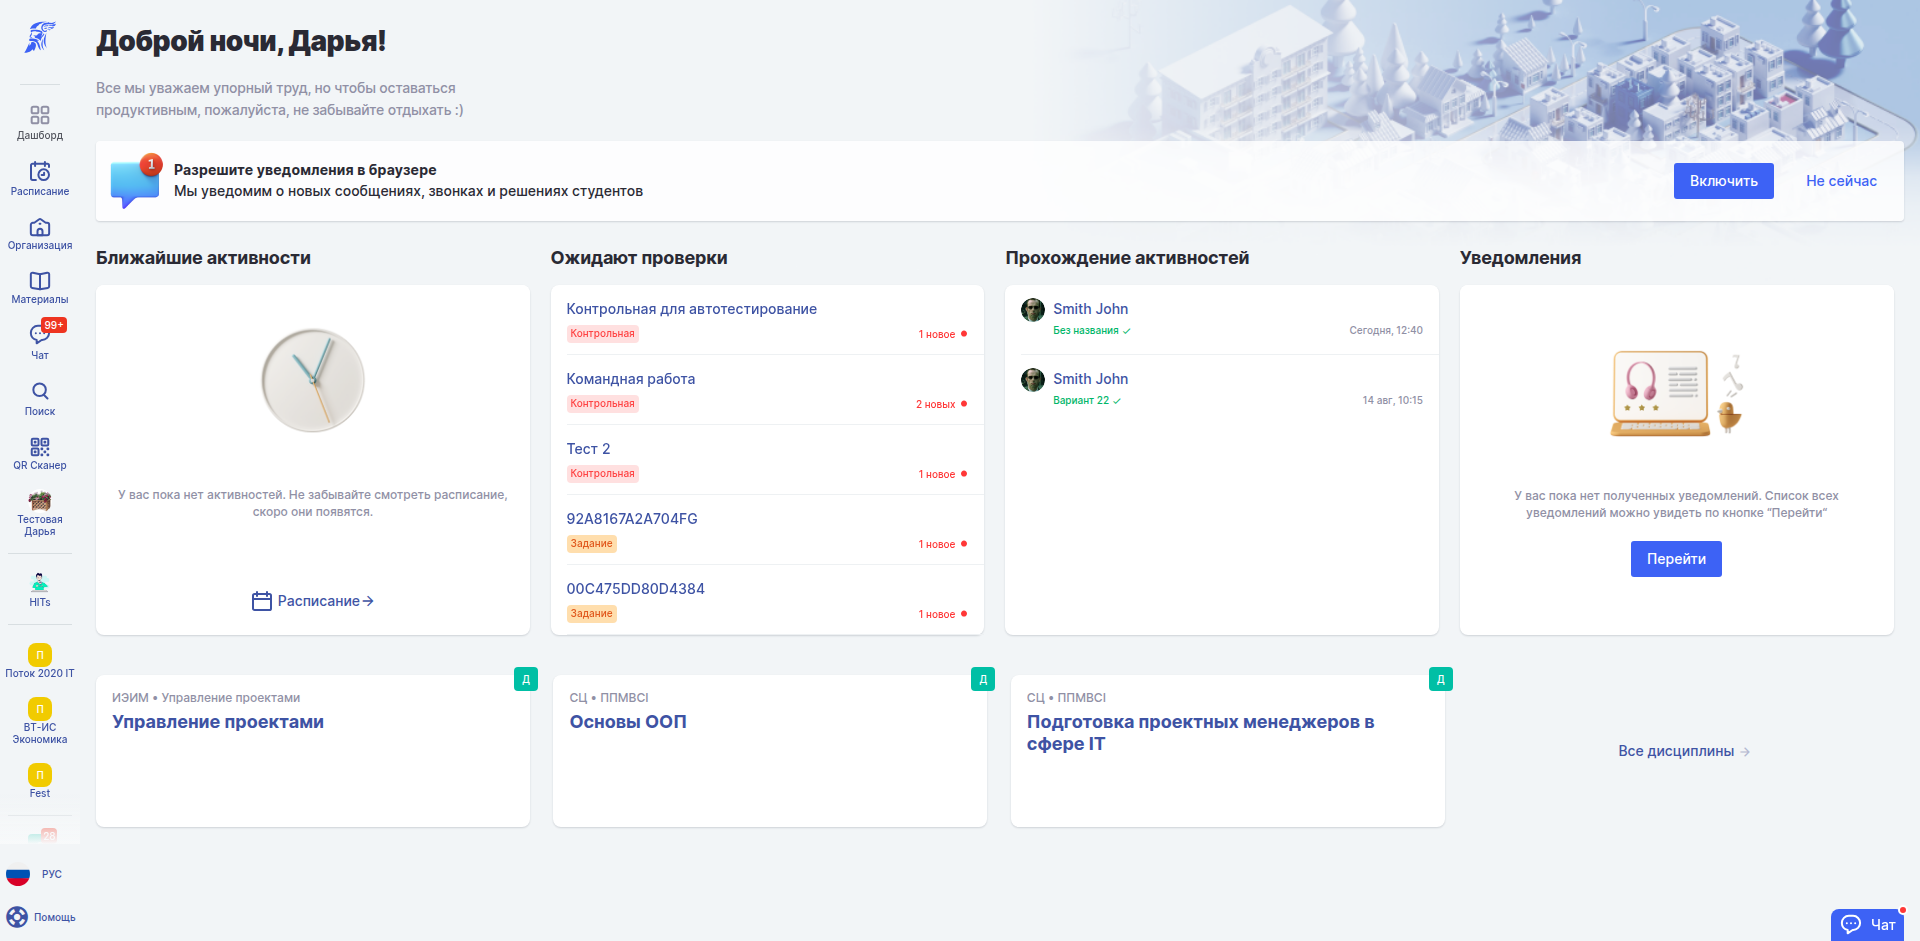 Доброй ночи, Дарья!
Все мы уважаем упорный труд, но чтобы оставаться
продуктивным, пожалуйста, не забывайте отдыхать :)
Дашборд
Расписание
Организация
Материалы
99+
Чат
Поиск
QR Сканер
Тестовая
Дарья
HITs
П
Поток 2020 IT
П
ВТ-ИС
Экономика
П
Fest
28
РУС
Помощь
1
Разрешите уведомления в браузере
Мы уведомим о новых сообщениях, звонках и решениях студентов
Включить
Не сейчас
Ближайшие активности
У вас пока нет активностей. Не забывайте смотреть расписание,
скоро они появятся.
Расписание
Ожидают проверки
Контрольная для автотестирование
Контрольная
1 новое
Командная работа
Контрольная
2 новых
Тест 2
Контрольная
1 новое
92A8167A2A704FG
Задание
1 новое
00C475DD80D4384
Задание
1 новое
Прохождение активностей
Smith John
Без названия
Сегодня, 12:40
Smith John
Вариант 22
14 авг, 10:15
Уведомления
У вас пока нет полученных уведомлений. Список всех
уведомлений можно увидеть по кнопке “Перейти”
Перейти
Д
ИЭИМ • Управление проектами
Управление проектами
Д
СЦ • ППМВСІ
Основы ООП
Д
СЦ • ППМВСІ
Подготовка проектных менеджеров в
сфере IT
Все дисциплины
Чат